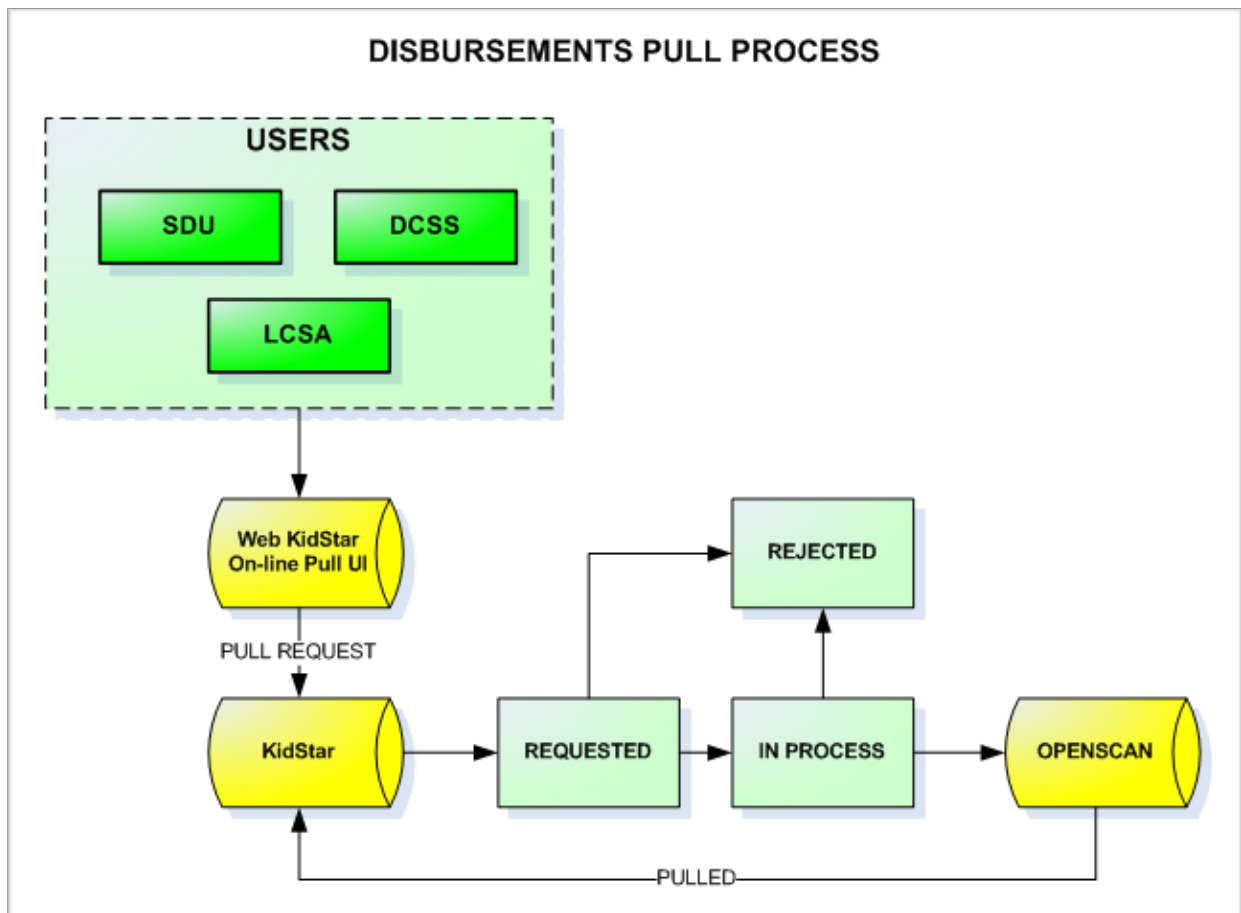 DISBURSEMENTS PULL PROCESS
USERS
SDU
DCSS
LCSA
Web KidStar
On-line Pull UI
REJECTED
PULL REQUEST
KidStar
REQUESTED
IN PROCESS
OPENSCAN
PULLED